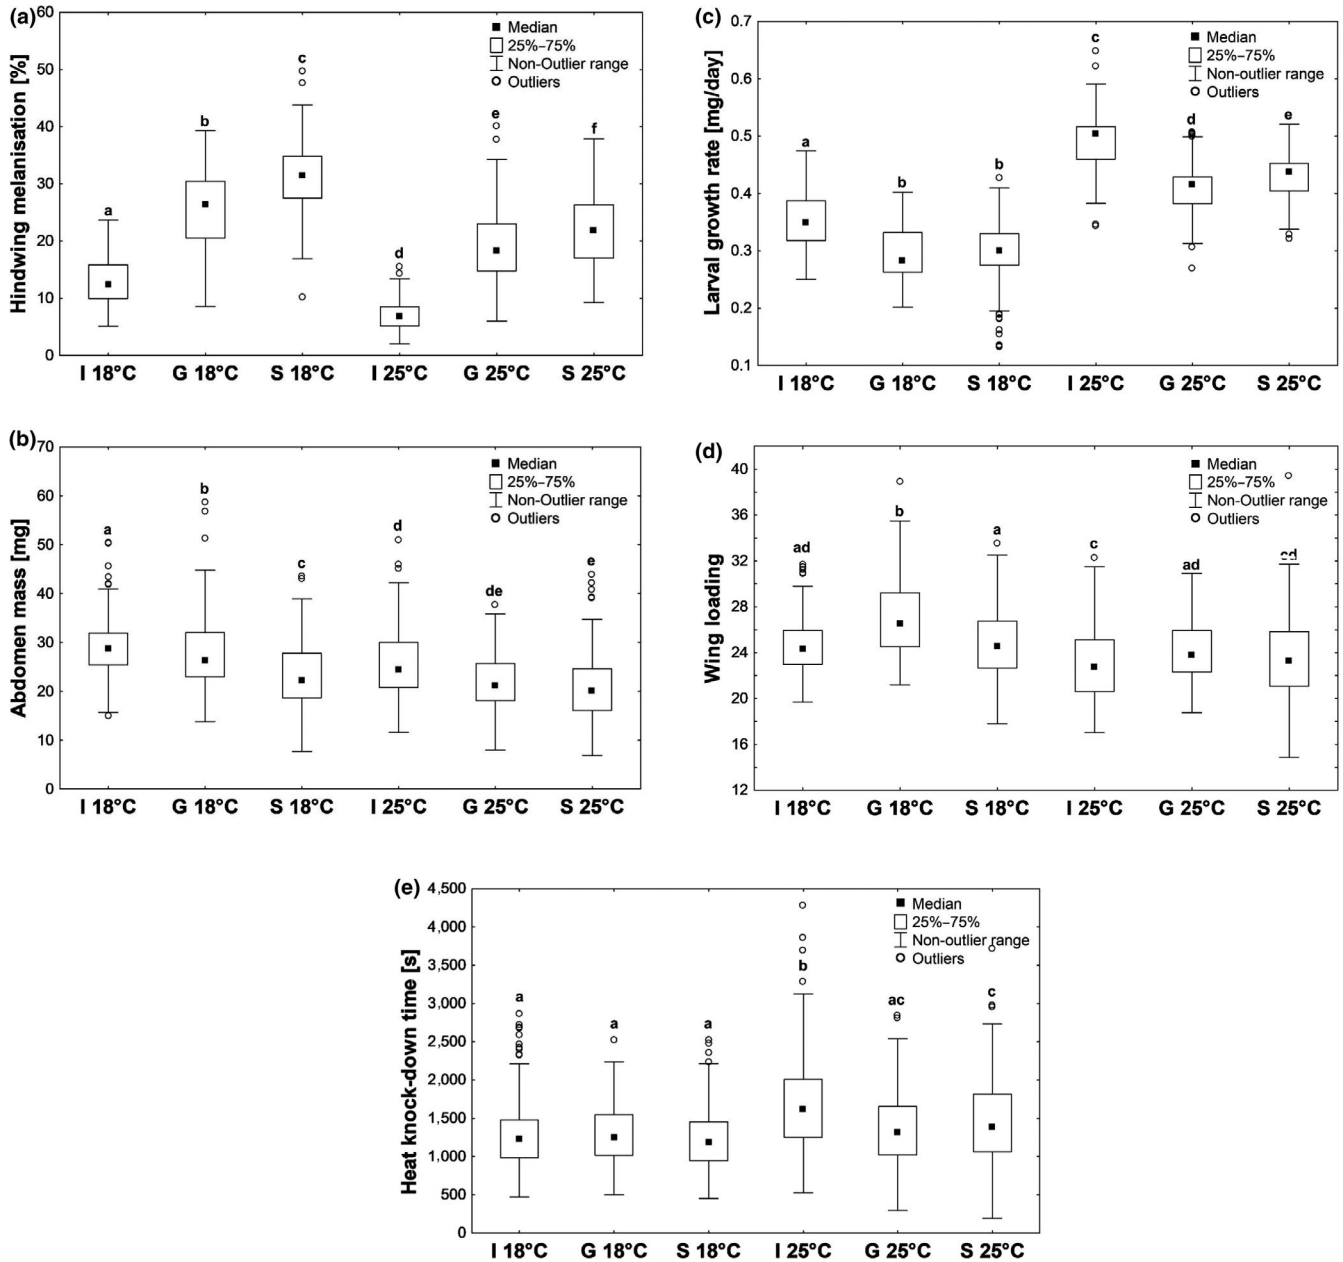 (a)
Hindwing melanisation [%]
60
50
40
30
20
10
0
Median
25%–75%
Non-Outlier range
Outliers
a
b
c
d
e
f
I 18°C G 18°C S 18°C I 25°C G 25°C S 25°C
(c)
Larval growth rate [mg/day]
0.7
0.6
0.5
0.4
0.3
0.2
0.1
Median
25%–75%
Non-outlier range
Outliers
a
b
b
c
d
e
I 18°C G 18°C S 18°C I 25°C G 25°C S 25°C
(b)
Abdomen mass [mg]
70
60
50
40
30
20
10
0
Median
25%–75%
Non-Outlier range
Outliers
a
b
c
d
de
e
I 18°C G 18°C S 18°C I 25°C G 25°C S 25°C
(d)
Wing loading
40
36
32
28
24
20
16
12
Median
25%–75%
Non-Outlier range
Outliers
ad
b
a
c
ad
cd
I 18°C G 18°C S 18°C I 25°C G 25°C S 25°C
(e)
Heat knock-down time [s]
4,500
4,000
3,500
3,000
2,500
2,000
1,500
1,000
500
0
Median
25%–75%
Non-outlier range
Outliers
a
a
a
b
ac
c
I 18°C G 18°C S 18°C I 25°C G 25°C S 25°C